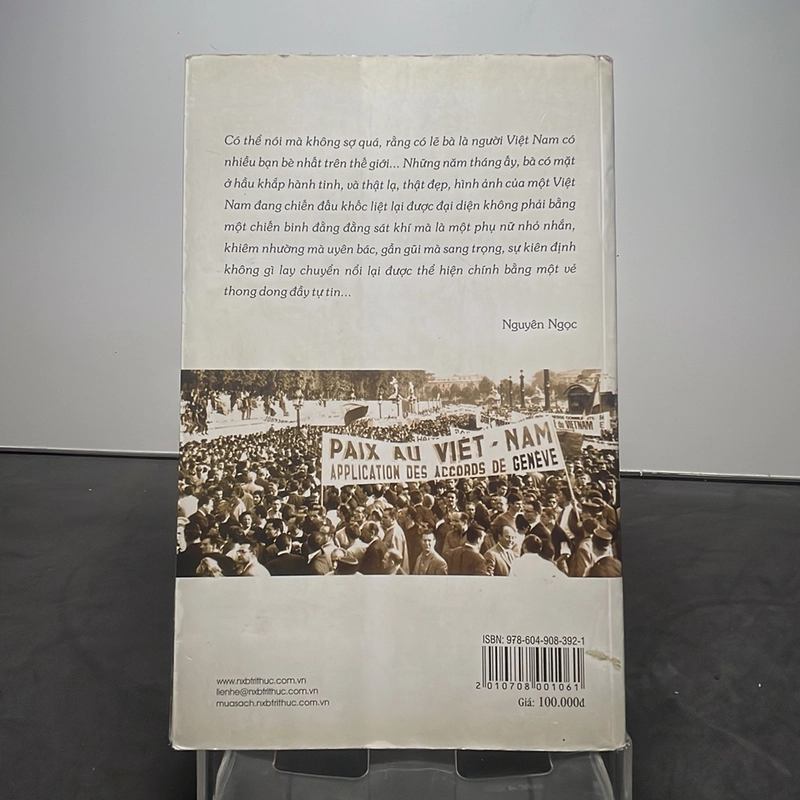 Có thể nói mà không sợ quá, rằng có lẽ bà là người Việt Nam có
nhiều bạn bè nhất trên thế giới... Những năm tháng ấy, bà có mặt
ở hầu khắp hành tinh, và thật lạ, thật đẹp, hình ảnh của một Việt
Nam đang chiến đấu khốc liệt lại được đại diện không phải bằng
một chiến binh đằng đằng sát khí mà là một phụ nữ nhỏ nhắn,
khiêm nhường mà uyên bác, gần gũi mà sang trọng, sự kiên định
không gì lay chuyển nổi lại được thể hiện chính bằng một vẻ
thong dong đầy tự tin...
Nguyên Ngọc
PAIX AU VIÊT-NAM
APPLICATION DES ACCORDS DE GENÈVE
VIETNAM
ISBN: 978-604-908-392-1
2 010708 001061
Giá: 100.000đ
www.nxbtrithuc.com.vn
lienhe@nxbtrithuc.com.vn
muasach.nxbtrithuc.com.vn